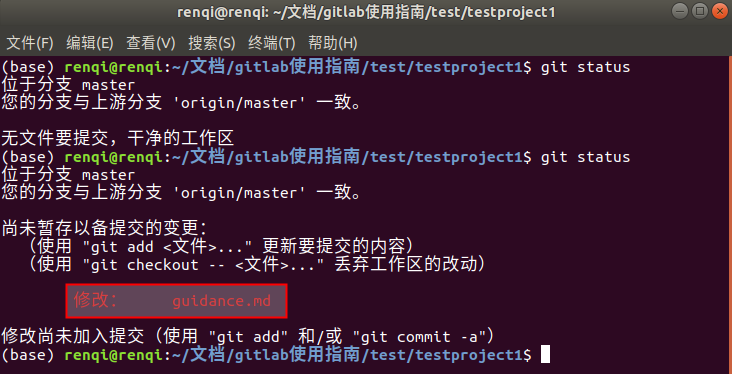 renqi@renqi: ~/文档/gitlab使用指南/test/testproject1
文件(F) 编辑(E) 查看(V) 搜索(S) 终端(T) 帮助(H)
(base) renqi@renqi:~/文档/gitlab使用指南/test/testproject1$ git status
位于分支 master
您的分支与上游分支 'origin/master' 一致。
无文件要提交，干净的工作区
(base) renqi@renqi:~/文档/gitlab使用指南/test/testproject1$ git status
位于分支 master
您的分支与上游分支 'origin/master' 一致。
尚未暂存以备提交的变更：
（使用 "git add <文件>..." 更新要提交的内容）
（使用 "git checkout -- <文件>..." 丢弃工作区的改动）
修改： guidance.md
修改尚未加入提交（使用 "git add" 和/或 "git commit -a"）
(base) renqi@renqi:~/文档/gitlab使用指南/test/testproject1$